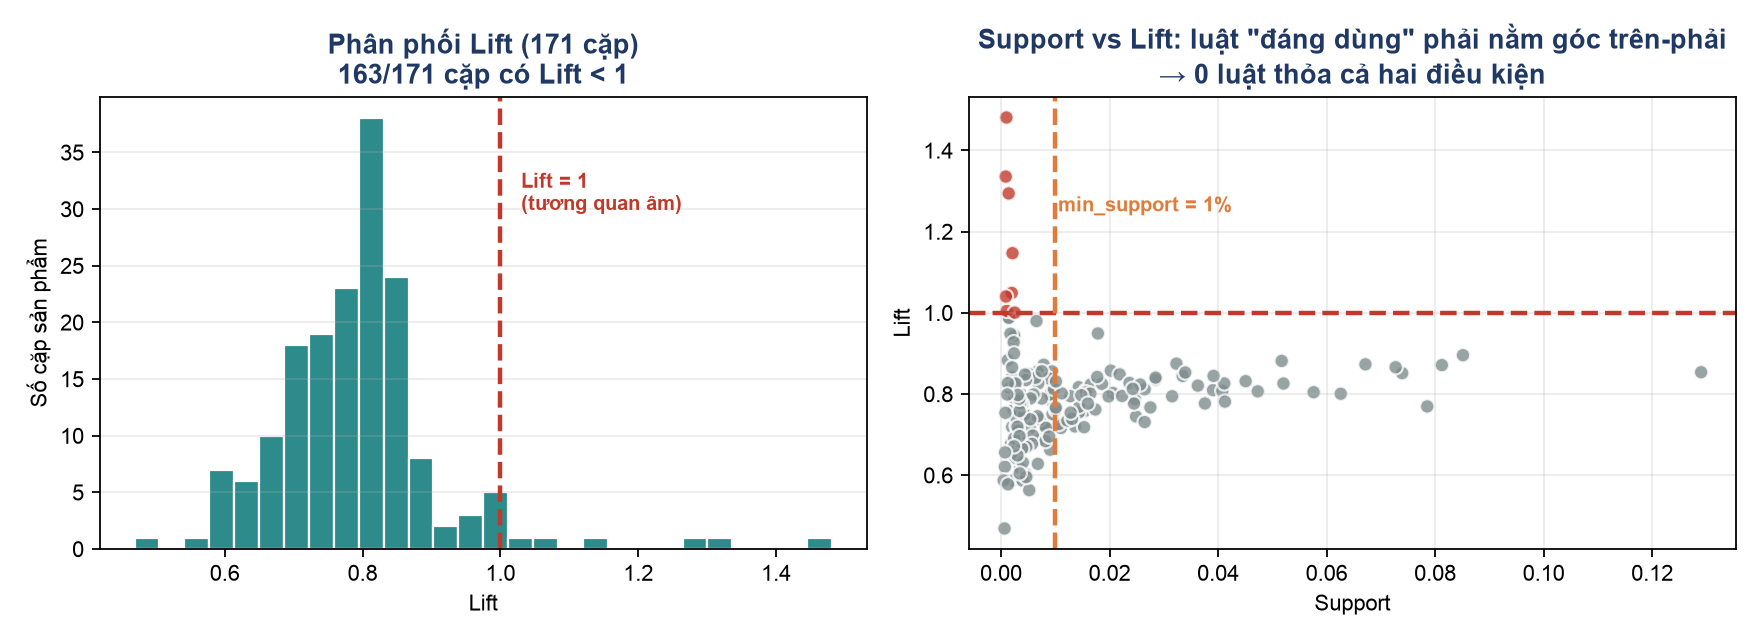 Phân phối Lift (171 cặp)
163/171 cặp có Lift < 1
35
30
25
20
15
10
5
0
Số cặp sản phẩm
Lift = 1
(tương quan âm)
0.6
0.8
1.0
1.2
1.4
Lift
Support vs Lift: luật "đáng dùng" phải nằm góc trên-phải
→ 0 luật thỏa cả hai điều kiện
1.4
1.2
1.0
0.8
0.6
Lift
min_support = 1%
0.00
0.02
0.04
0.06
0.08
0.10
0.12
Support